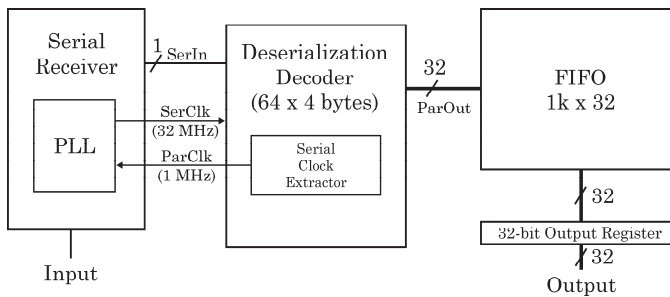 Serial
Receiver
PLL
Input
1
SerIn
SerClk
(32 MHz)
ParClk
(1 MHz)
Deserialization
Decoder
(64 x 4 bytes)
Serial
Clock
Extractor
32
ParOut
FIFO
1k x 32
32
32-bit Output Register
32
Output